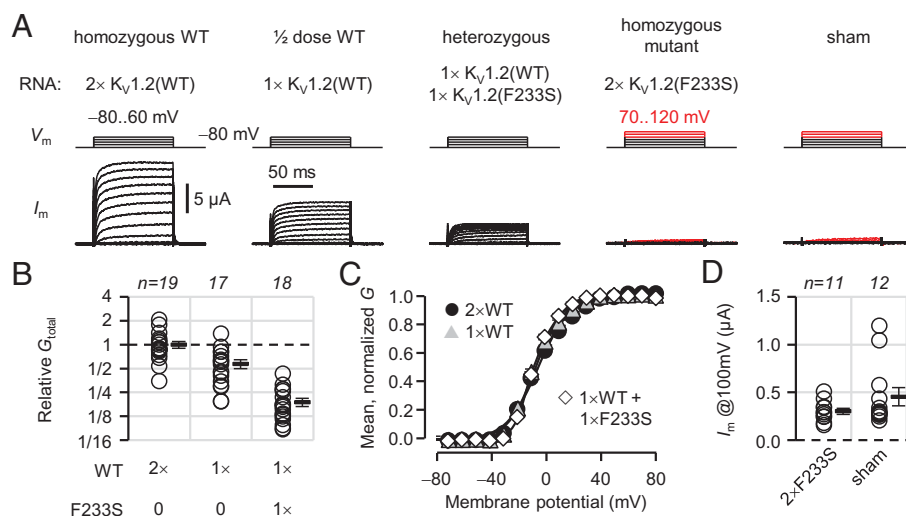 A
homozygous WT
½ dose WT
heterozygous
homozygous mutant
sham
RNA:
2× KV1.2(WT)
1× KV1.2(WT)
1× KV1.2(WT)
1× KV1.2(F233S)
2× KV1.2(F233S)
−80..60 mV
−80 mV
70..120 mV
Vm
50 ms
5 µA
Im
B
n=19
17
18
4
2
1
1/2
1/4
1/8
1/16
Relative Gtotal
WT
2×
1×
1×
F233S
0
0
1×
C
2×WT
1×WT
1×WT +
1×F233S
1.0
0.8
0.6
0.4
0.2
0.0
Mean, normalized G
−80
−40
0
40
80
Membrane potential (mV)
D
n=11
12
1.5
1.0
0.5
0.0
Im @100mV (µA)
2×F233S
sham